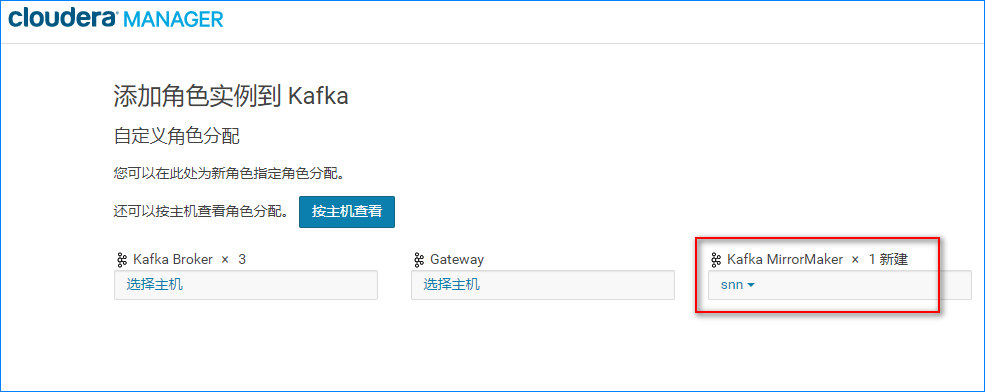 cloudera MANAGER
添加角色实例到 Kafka
自定义角色分配
您可以在此处为新角色指定角色分配。
还可以按主机查看角色分配。 按主机查看
Kafka Broker × 3 Gateway Kafka MirrorMaker × 1 新建
选择主机 选择主机 snn